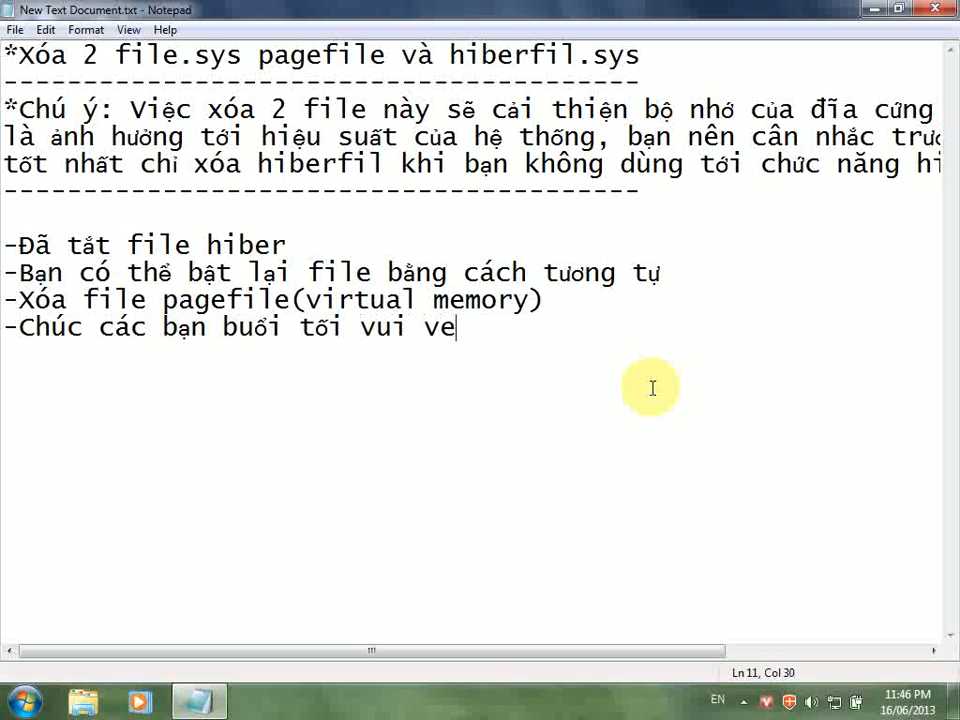 New Text Document.txt - Notepad
File Edit Format View Help
*Xóa 2 file.sys pagefile và hiberfil.sys
----------------------------------------
*Chú ý: Việc xóa 2 file này sẽ cải thiện bộ nhớ của đĩa cứng
là ảnh hưởng tới hiệu suất của hệ thống, bạn nên cân nhắc
tốt nhất chỉ xóa hiberfil khi bạn không dùng tới chức năng
----------------------------------------
-Đã tắt file hiber
-Bạn có thể bật lại file bằng cách tương tự
-Xóa file pagefile(virtual memory)
-Chúc các bạn buổi tối vui ve
Ln 11, Col 30
EN
11:46 PM
16/06/2013